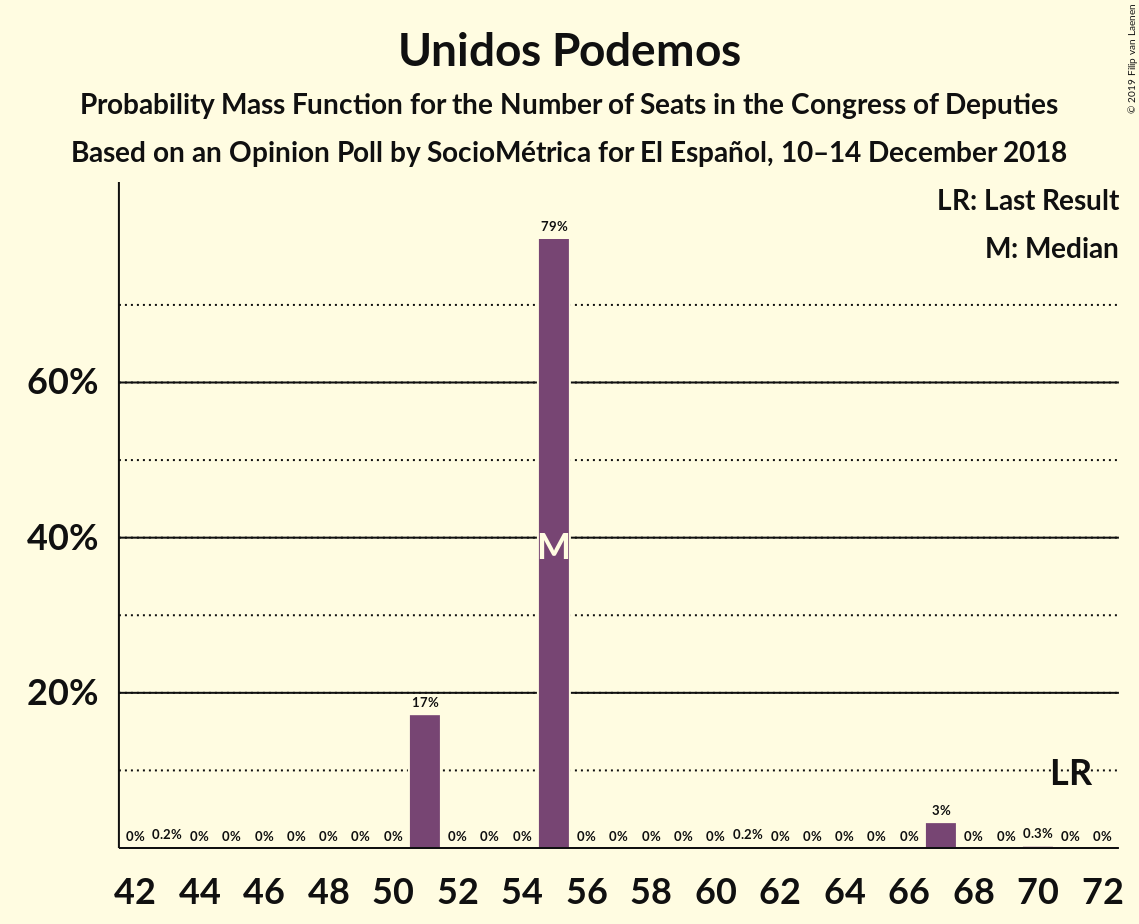 Unidos Podemos
Probability Mass Function for the Number of Seats in the Congress of Deputies
Based on an Opinion Poll by SocioMétrica for El Español, 10–14 December 2018
© 2019 Filip van Laenen
LR: Last Result
M: Median
79%
60%
40%
M
20%
17%
LR
3%
0% 0.2% 0% 0% 0% 0% 0% 0% 0% 0% 0% 0% 0% 0% 0% 0% 0% 0.2% 0% 0% 0% 0% 0% 0% 0% 0.3% 0% 0%
42 44 46 48 50 52 54 56 58 60 62 64 66 68 70 72